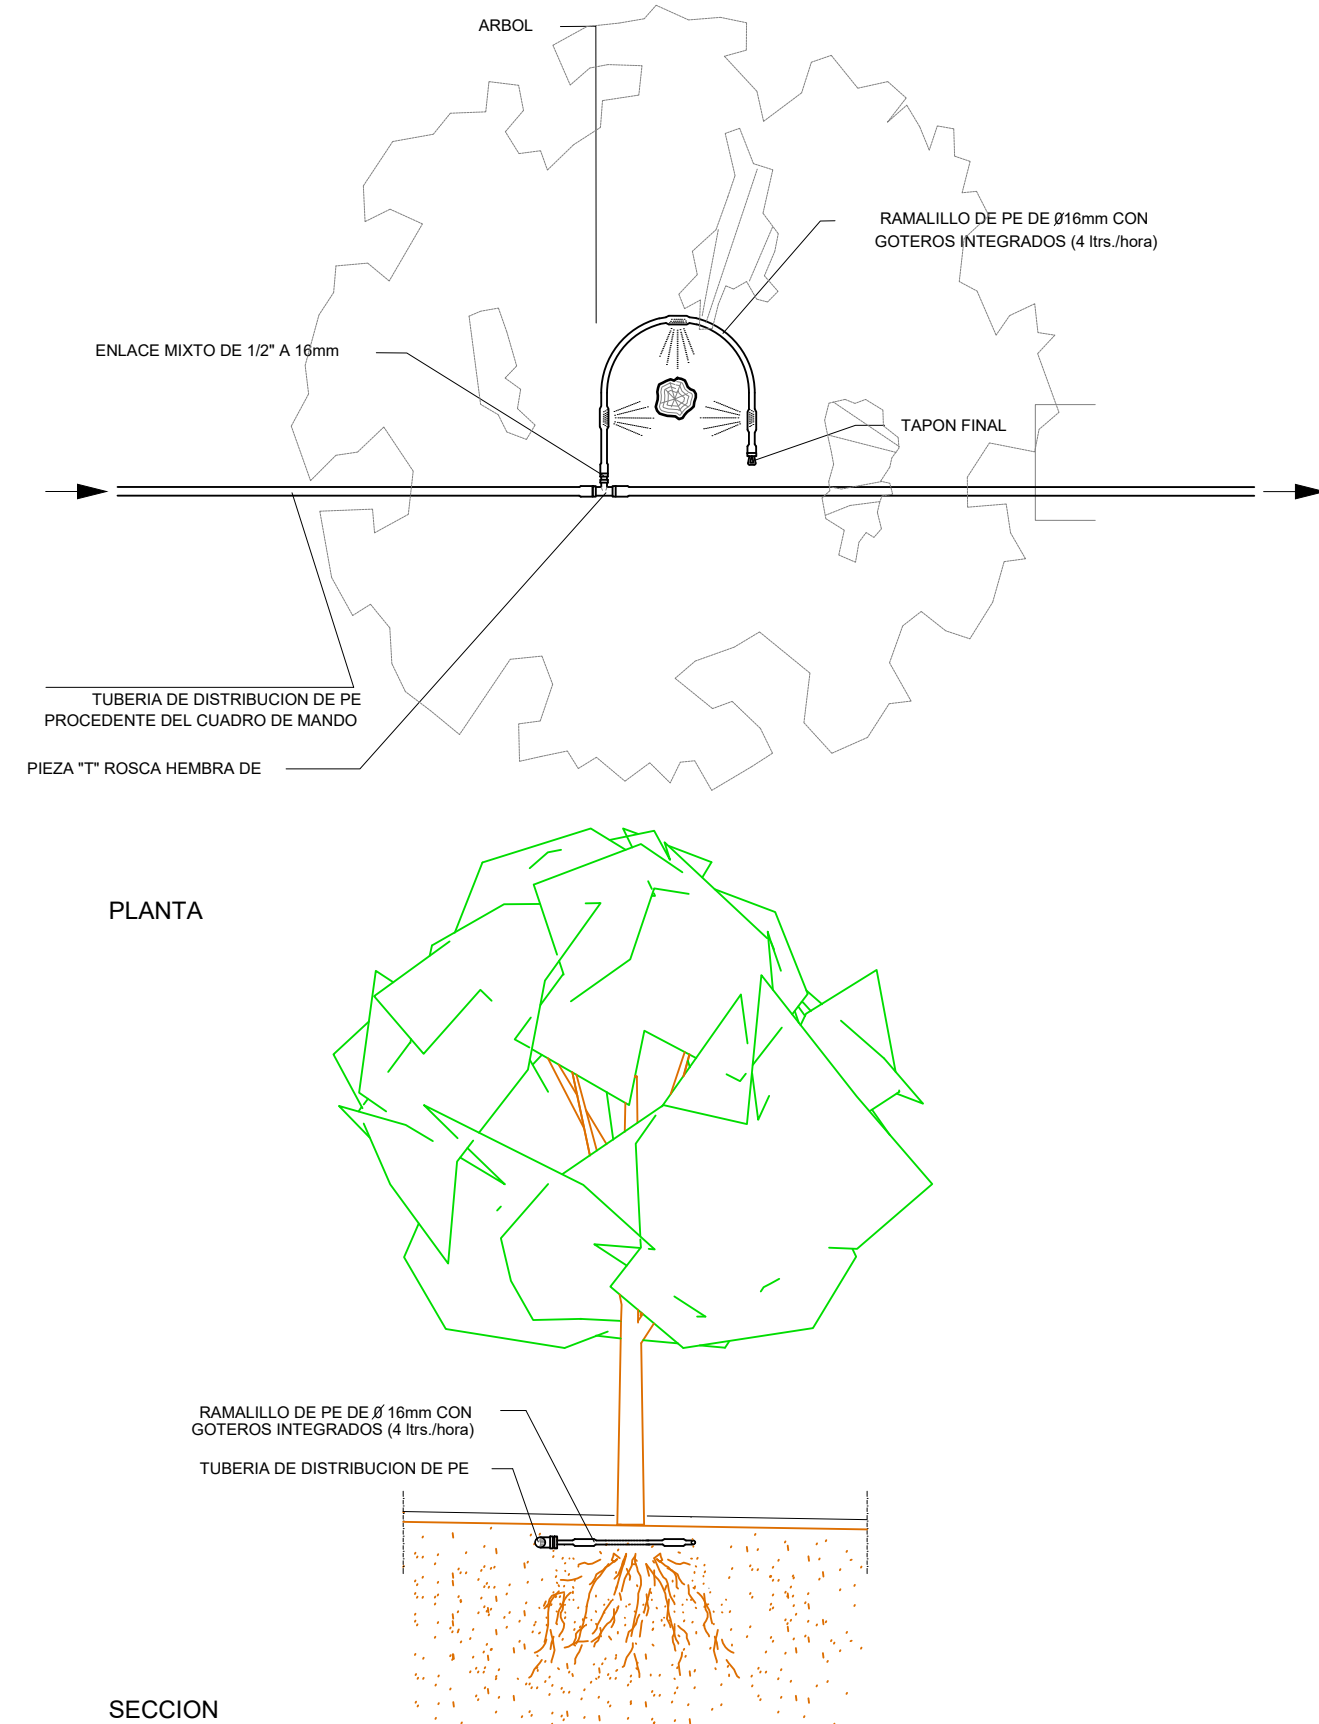 ARBOL
RAMALILLO DE PE DE Ø16mm CON
GOTEROS INTEGRADOS (4 ltrs./hora)
ENLACE MIXTO DE 1/2" A 16mm
TAPON FINAL
TUBERIA DE DISTRIBUCION DE PE
PROCEDENTE DEL CUADRO DE MANDO
PIEZA "T" ROSCA HEMBRA DE
PLANTA
RAMALILLO DE PE DE Ø 16mm CON
GOTEROS INTEGRADOS (4 ltrs./hora)
TUBERIA DE DISTRIBUCION DE PE
SECCION